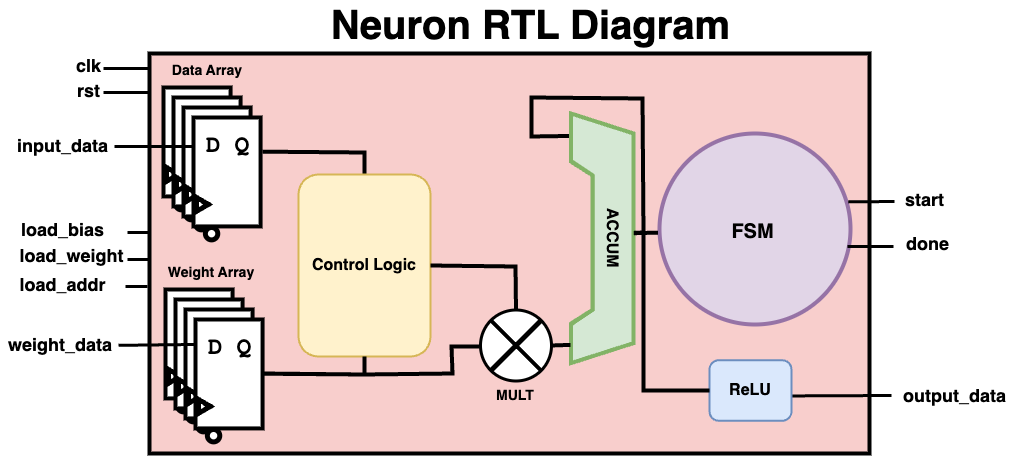 Neuron RTL Diagram
clk
Data Array
rst
input_data
D Q
load_bias
load_weight
load_addr
Weight Array
weight_data
D Q
Control Logic
MULT
ACCUM
FSM
start
done
ReLU
output_data